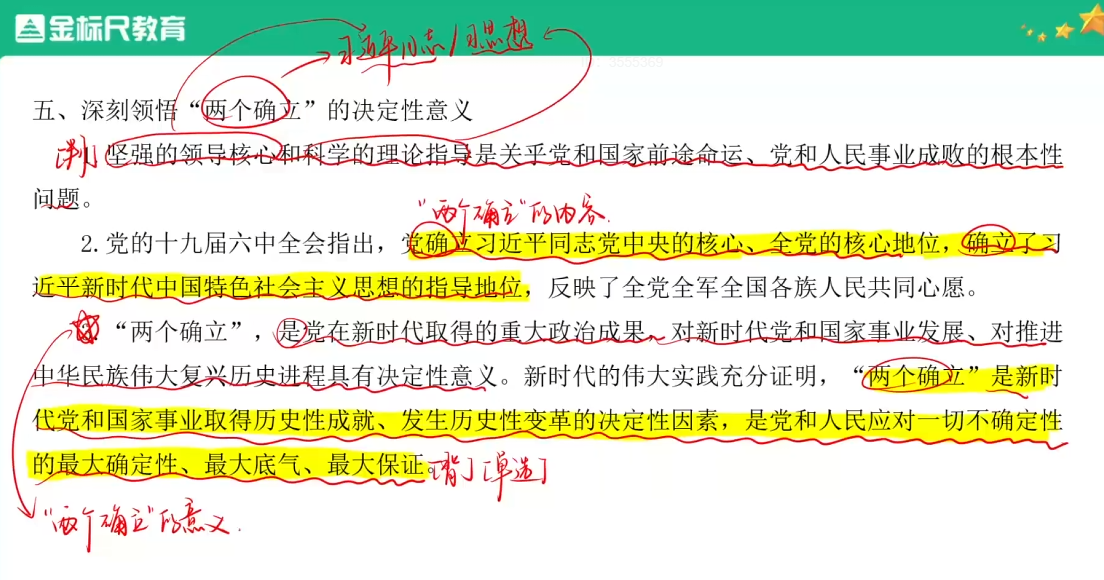 金标尺教育
习近平同志/习思想
ID: 3555369
五、深刻领悟“两个确立”的决定性意义
[判] 坚强的领导核心和科学的理论指导是关乎党和国家前途命运、党和人民事业成败的根本性
问题。
“两个确立”的内容.
2.党的十九届六中全会指出，党确立习近平同志党中央的核心、全党的核心地位，确立了习
近平新时代中国特色社会主义思想的指导地位，反映了全党全军全国各族人民共同心愿。
“两个确立”，是党在新时代取得的重大政治成果，对新时代党和国家事业发展、对推进
中华民族伟大复兴历史进程具有决定性意义。新时代的伟大实践充分证明，“两个确立”是新时
代党和国家事业取得历史性成就、发生历史性变革的决定性因素，是党和人民应对一切不确定性
的最大确定性、最大底气、最大保证。[背] [单选]
“两个确立”的意义.